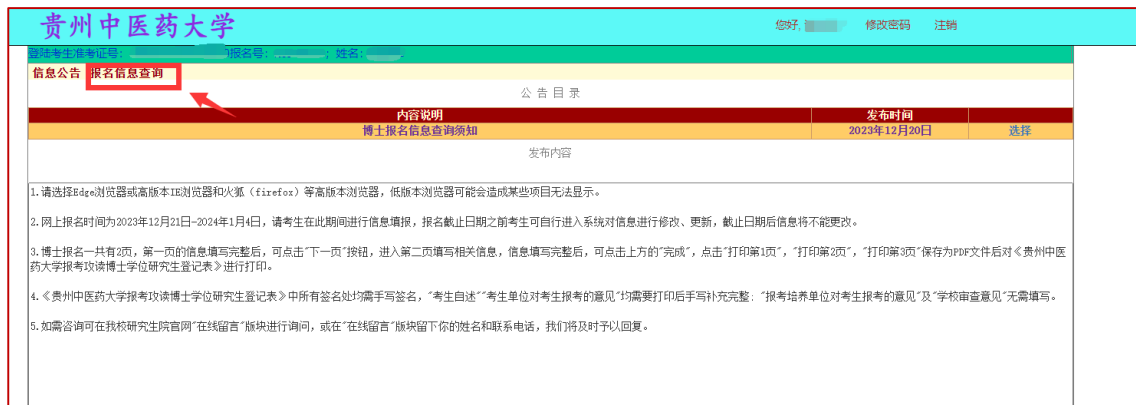 贵州中医药大学
您好, 修改密码 注销
登陆考生准考证号: 报名号: ; 姓名:
信息公告 报名信息查询
公 告 目 录
内容说明 发布时间
博士报名信息查询须知 2023年12月20日 选择
发布内容
1.请选择Edge浏览器或高版本IE浏览器和火狐（firefox）等高版本浏览器，低版本浏览器可能会造成某些项目无法显示。
2.网上报名时间为2023年12月21日-2024年1月4日，请考生在此期间进行信息填报，报名截止日期之前考生可自行进入系统对信息进行修改、更新，截止日期后信息将不能更改。
3.博士报名一共有2页，第一页的信息填写完整后，可点击"下一页"按钮，进入第二页填写相关信息，信息填写完整后，可点击上方的"完成"，点击"打印第1页"，"打印第2页"，"打印第3页"保存为PDF文件后对《贵州中医
药大学报考攻读博士学位研究生登记表》进行打印。
4.《贵州中医药大学报考攻读博士学位研究生登记表》中所有签名处均需手写签名，"考生自述""考生单位对考生报考的意见"均需要打印后手写补充完整；"报考培养单位对考生报考的意见"及"学校审查意见"无需填写。
5.如需咨询可在我校研究生院官网"在线留言"版块进行询问，或在"在线留言"版块留下你的姓名和联系电话，我们将及时予以回复。